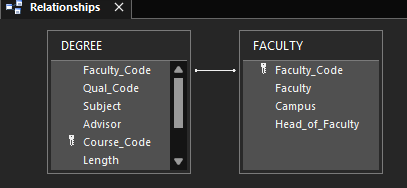 Relationships
DEGREE
Faculty_Code
Qual_Code
Subject
Advisor
Course_Code
Length
FACULTY
Faculty_Code
Faculty
Campus
Head_of_Faculty